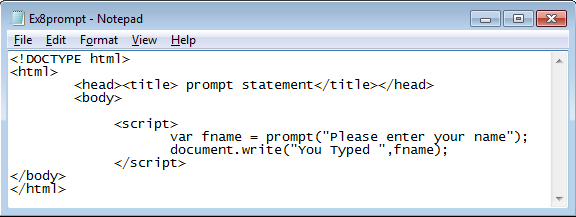 Ex8prompt - Notepad
File Edit Format View Help
<!DOCTYPE html>
<html>
<head><title> prompt statement</title></head>
<body>
<script>
var fname = prompt("Please enter your name");
document.write("You Typed ",fname);
</script>
</body>
</html>